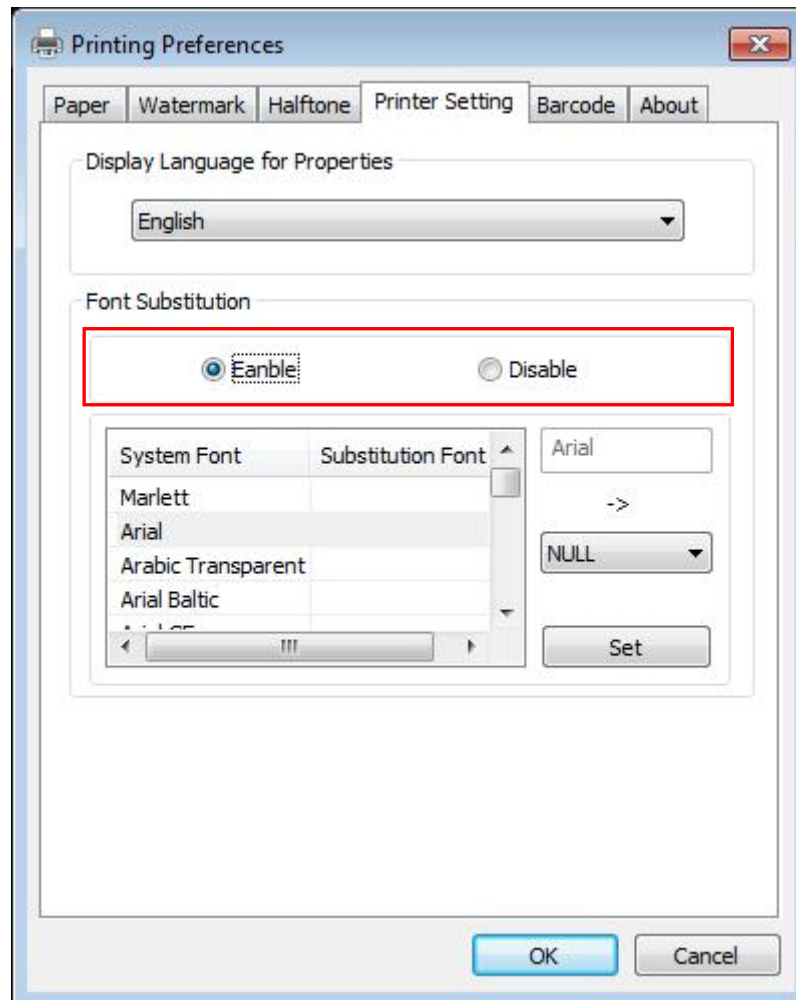 Printing Preferences
Paper Watermark Halftone Printer Setting Barcode About
Display Language for Properties
English
Font Substitution
Eanble Disable
System Font Substitution Font
Arial
Marlett
->
Arial
Arabic Transparent
NULL
Arial Baltic
Set
OK Cancel